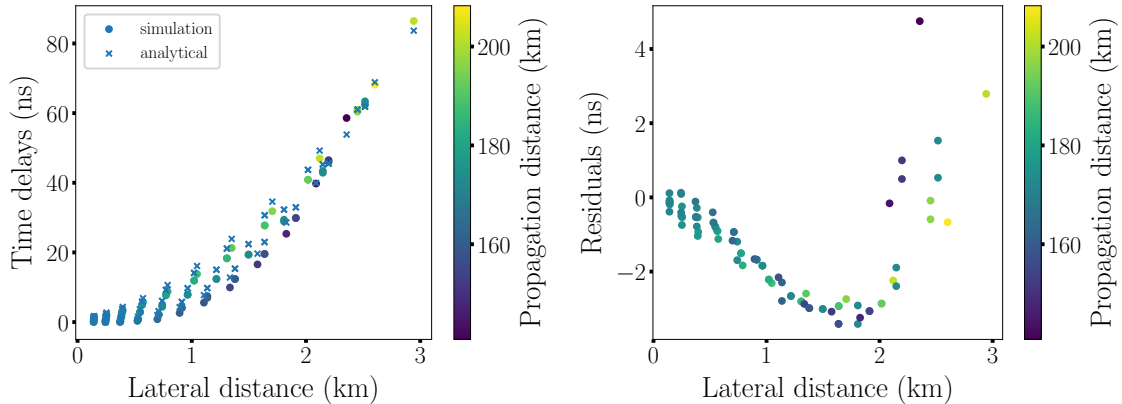 simulation
analytical
Time delays (ns)
80
60
40
20
0
0 1 2 3
Lateral distance (km)
200
180
160
Propagation distance (km)
Residuals (ns)
4
2
0
−2
0 1 2 3
Lateral distance (km)
200
180
160
Propagation distance (km)